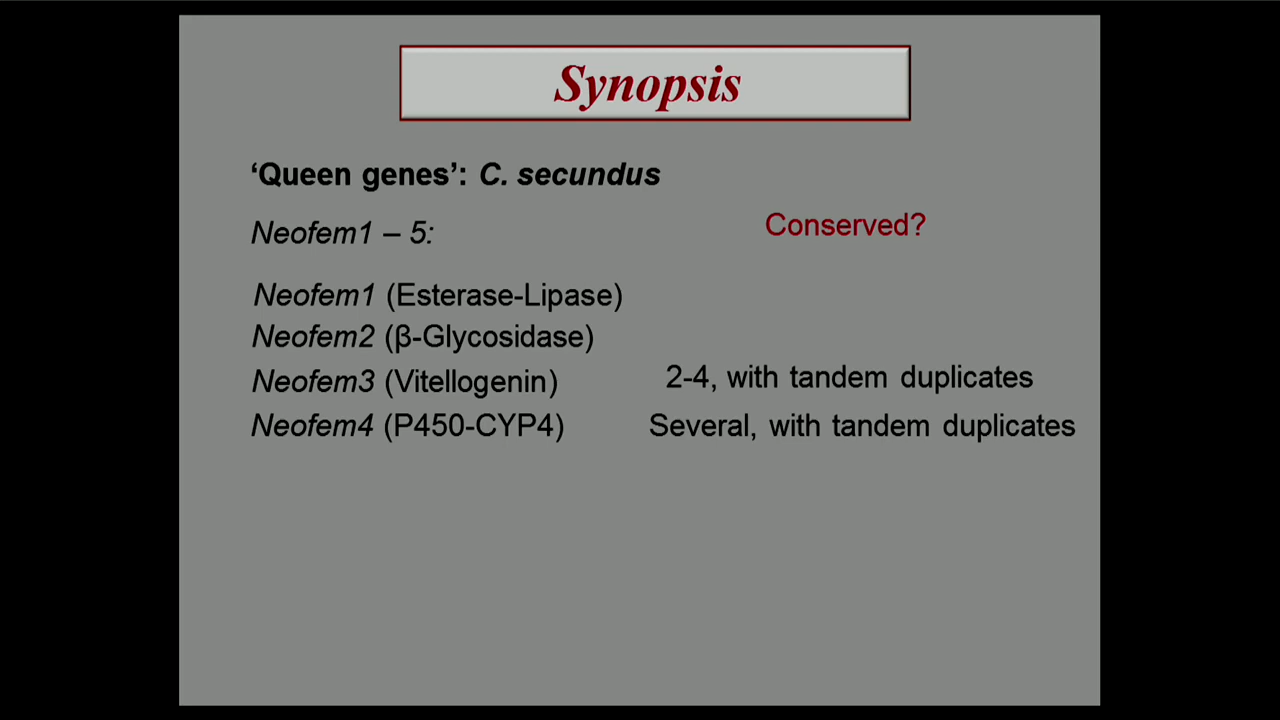 Synopsis
‘Queen genes’: C. secundus
Neofem1 – 5:
Conserved?
Neofem1 (Esterase-Lipase)
Neofem2 (β-Glycosidase)
Neofem3 (Vitellogenin) 2-4, with tandem duplicates
Neofem4 (P450-CYP4) Several, with tandem duplicates